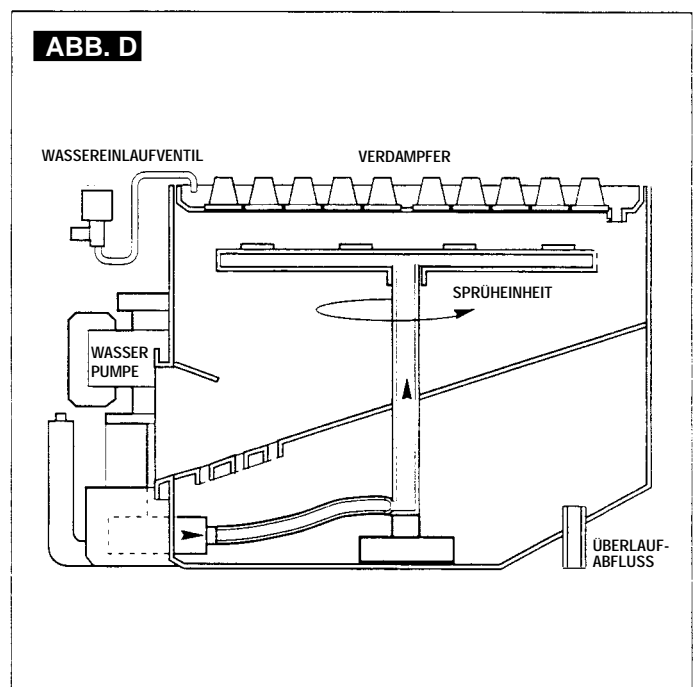 ABB. D
WASSEREINLAUFVENTIL
VERDAMPFER
SPRÜHEINHEIT
WASSER
PUMPE
ÜBERLAUF-
ABFLUSS